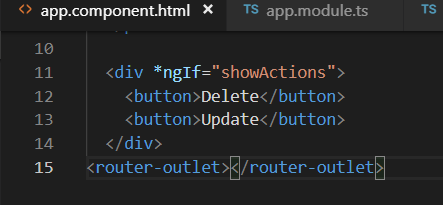 <> app.component.html X TS app.module.ts TS
10
11 <div *ngIf="showActions">
12 <button>Delete</button>
13 <button>Update</button>
14 </div>
15 <router-outlet></router-outlet>